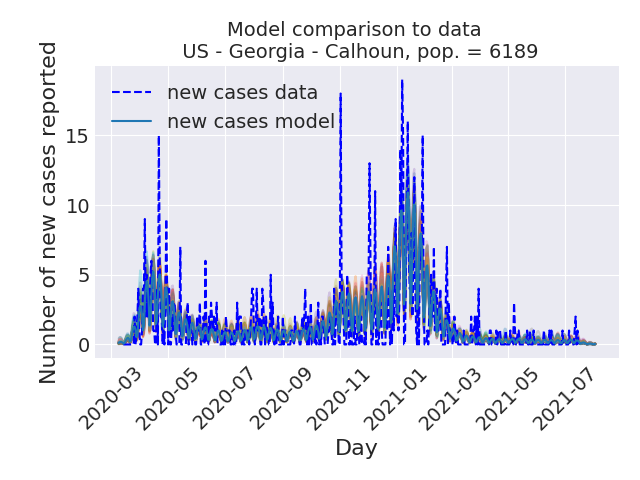 Model comparison to data
US - Georgia - Calhoun, pop. = 6189
new cases data
new cases model
Number of new cases reported
15
10
5
0
2020-03
2020-05
2020-07
2020-09
2020-11
2021-01
2021-03
2021-05
2021-07
Day